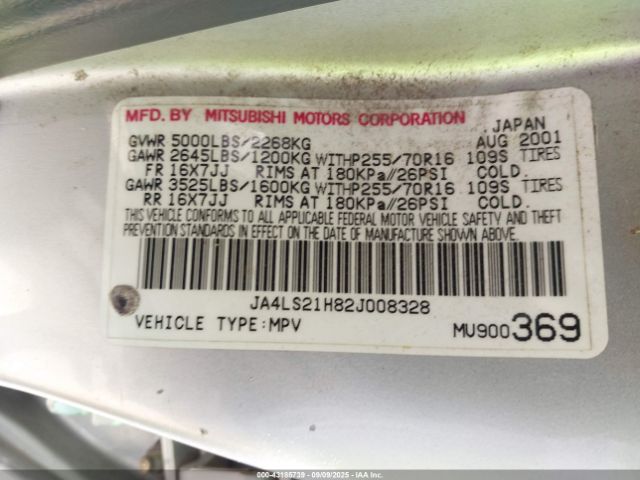 MFD. BY MITSUBISHI MOTORS CORPORATION
JAPAN
GVWR 5000LBS/2268KG AUG 2001
GAWR 2645LBS/1200KG WITHP255/70R16 109S TIRES
FR 16X7JJ RIMS AT 180KPa//26PSI COLD.
GAWR 3525LBS/1600KG WITHP255/70R16 109S TIRES
RR 16X7JJ RIMS AT 180KPa//26PSI COLD.
THIS VEHICLE CONFORMS TO ALL APPLICABLE FEDERAL MOTOR VEHICLE SAFETY AND THEFT
PREVENTION STANDARDS IN EFFECT ON THE DATE OF MANUFACTURE SHOWN ABOVE.
JA4LS21H82J008328
VEHICLE TYPE:MPV MU900369
000-43185739 - 09/09/2025 - IAA Inc.